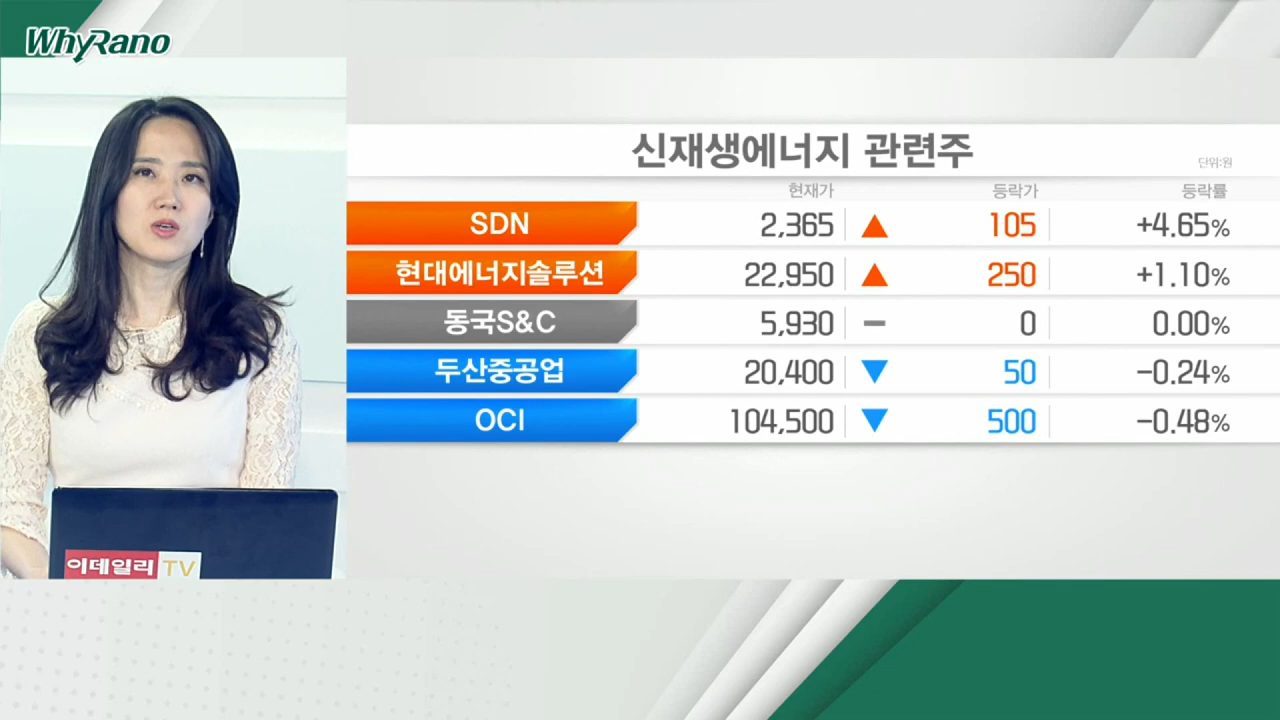 WhyRano
신재생에너지 관련주
단위:원
현재가 등락가 등락률
SDN 2,365 ▲ 105 +4.65%
현대에너지솔루션 22,950 ▲ 250 +1.10%
동국S&C 5,930 - 0 0.00%
두산중공업 20,400 ▼ 50 -0.24%
OCI 104,500 ▼ 500 -0.48%
이데일리 TV